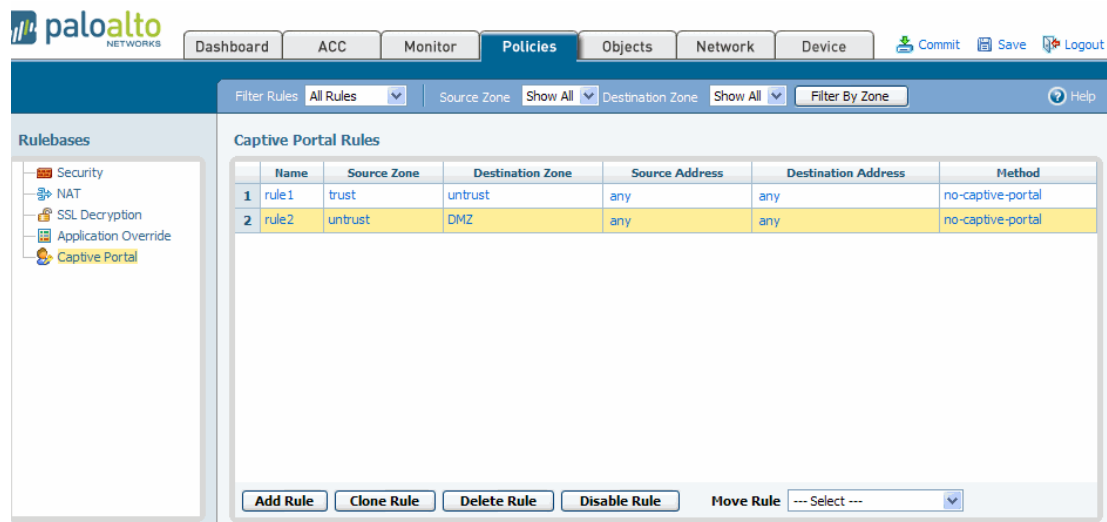 paloalto
NETWORKS
Dashboard ACC Monitor Policies Objects Network Device Commit Save Logout
Filter Rules All Rules Source Zone Show All Destination Zone Show All Filter By Zone Help
Rulebases
Security
NAT
SSL Decryption
Application Override
Captive Portal
Captive Portal Rules
Name Source Zone Destination Zone Source Address Destination Address Method
1 rule1 trust untrust any any no-captive-portal
2 rule2 untrust DMZ any any no-captive-portal
Add Rule Clone Rule Delete Rule Disable Rule Move Rule --- Select ---